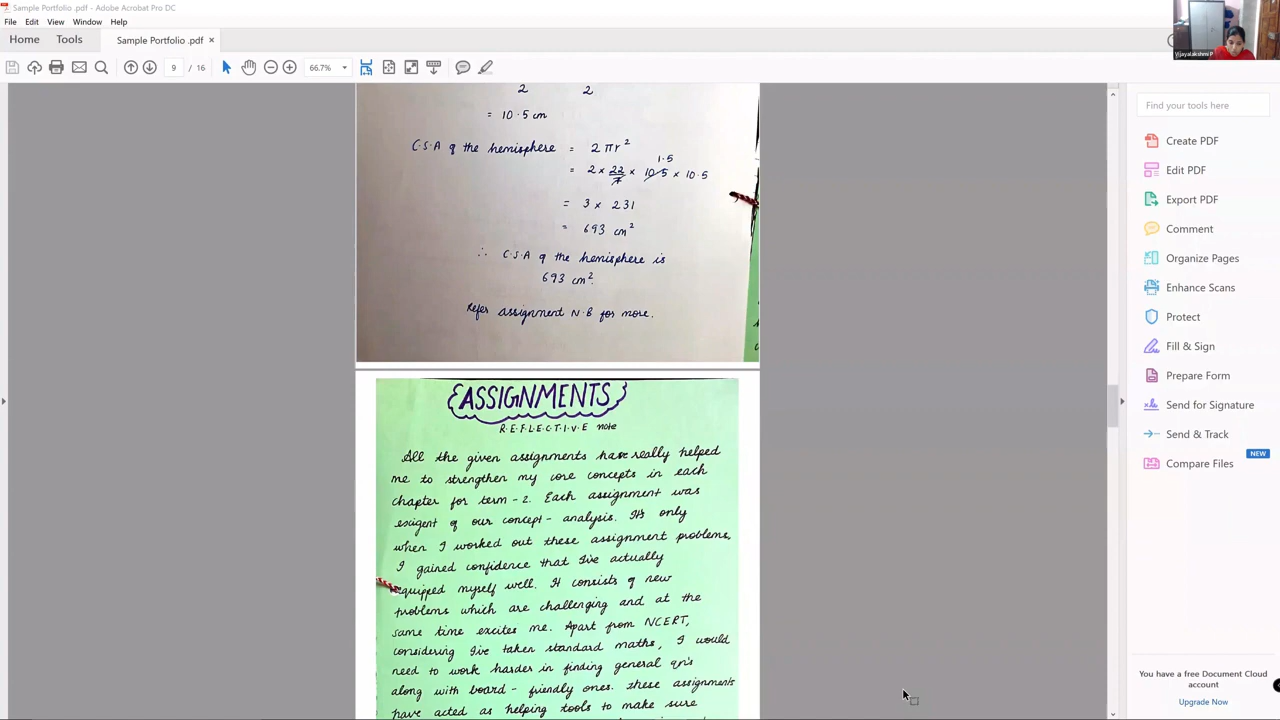 Sample Portfolio .pdf - Adobe Acrobat Pro DC
File Edit View Window Help
Home Tools Sample Portfolio .pdf ×
9 / 16 66.7%
Vijayalakshmi P
2 2
= 10.5 cm
C.S.A of the hemisphere = 2 πr²
1.5
= 2 × 22/7 × 10.5 × 10.5
= 3 × 231
= 693 cm²
∴ C.S.A of the hemisphere is
693 cm².
Refer assignment N.B for more.
ASSIGNMENTS
R.E.F.L.E.C.T.I.V.E note
All the given assignments have really helped
me to strengthen my core concepts in each
chapter for term - 2. Each assignment was
exigent of our concept - analysis. It's only
when I worked out these assignment problems,
I gained confidence that I've actually
equipped myself well. It consists of new
problems which are challenging and at the
same time excites me. Apart from NCERT,
considering I've taken standard maths, I would
need to work harder in finding general qn's
along with board - friendly ones. These assignments
have acted as helping tools to make sure
Find your tools here
Create PDF
Edit PDF
Export PDF
Comment
Organize Pages
Enhance Scans
Protect
Fill & Sign
Prepare Form
Send for Signature
Send & Track
Compare Files NEW
You have a free Document Cloud
account
Upgrade Now